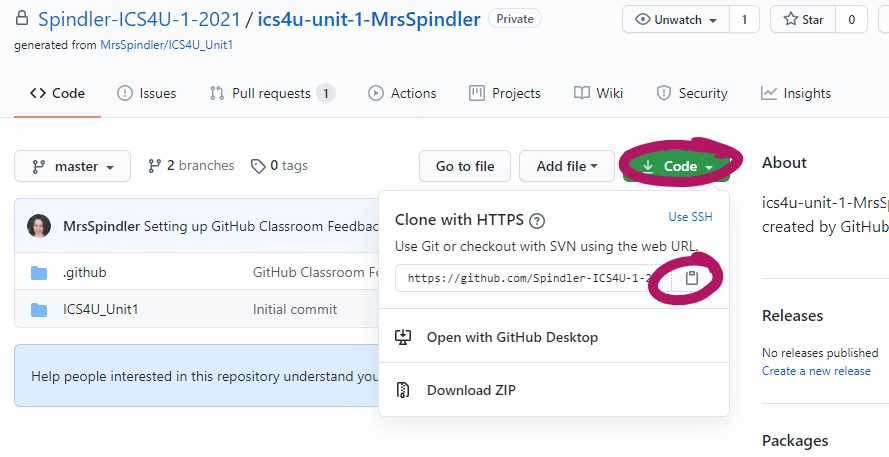 Spindler-ICS4U-1-2021 / ics4u-unit-1-MrsSpindler Private Unwatch 1 Star 0
generated from MrsSpindler/ICS4U_Unit1
Code Issues Pull requests 1 Actions Projects Wiki Security Insights
master 2 branches 0 tags Go to file Add file Code About
MrsSpindler Setting up GitHub Classroom Feedbac
.github GitHub Classroom Fe
ICS4U_Unit1 Initial commit
Help people interested in this repository understand you
Clone with HTTPS ? Use SSH
Use Git or checkout with SVN using the web URL.
https://github.com/Spindler-ICS4U-1-2
Open with GitHub Desktop
Download ZIP
ics4u-unit-1-MrsSp
created by GitHub
Releases
No releases published
Create a new release
Packages